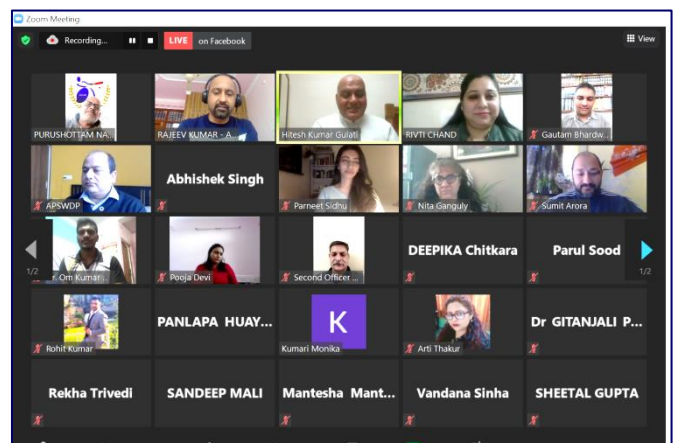 Zoom Meeting
Recording... LIVE on Facebook View
PURUSHOTTAM NA... RAJEEV KUMAR - A... Hitesh Kumar Gulati RIVTI CHAND Gautam Bhardw...
APSWDP Abhishek Singh Parneet Sidhu Nita Ganguly Sumit Arora
Om Kumar Pooja Devi Second Officer ... DEEPIKA Chitkara Parul Sood
1/2 1/2
Rohit Kumar PANLAPA HUAY... K Kumari Monika Arti Thakur Dr GITANJALI P...
Rekha Trivedi SANDEEP MALI Mantesha Mant... Vandana Sinha SHEETAL GUPTA